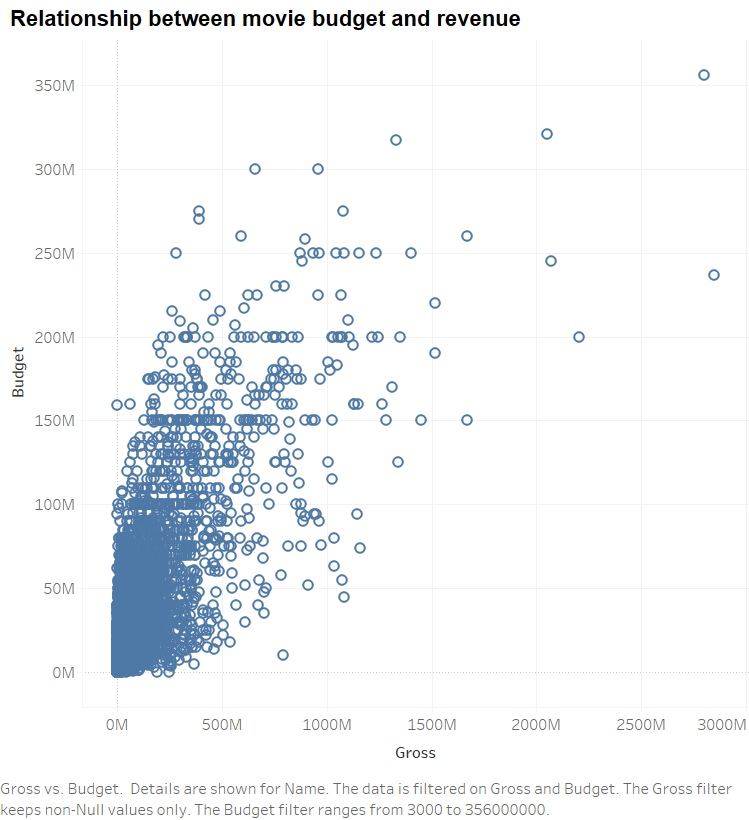 Relationship between movie budget and revenue
350M
300M
250M
200M
150M
100M
50M
0M
Budget
0M 500M 1000M 1500M 2000M 2500M 3000M
Gross
Gross vs. Budget. Details are shown for Name. The data is filtered on Gross and Budget. The Gross filter
keeps non-Null values only. The Budget filter ranges from 3000 to 356000000.